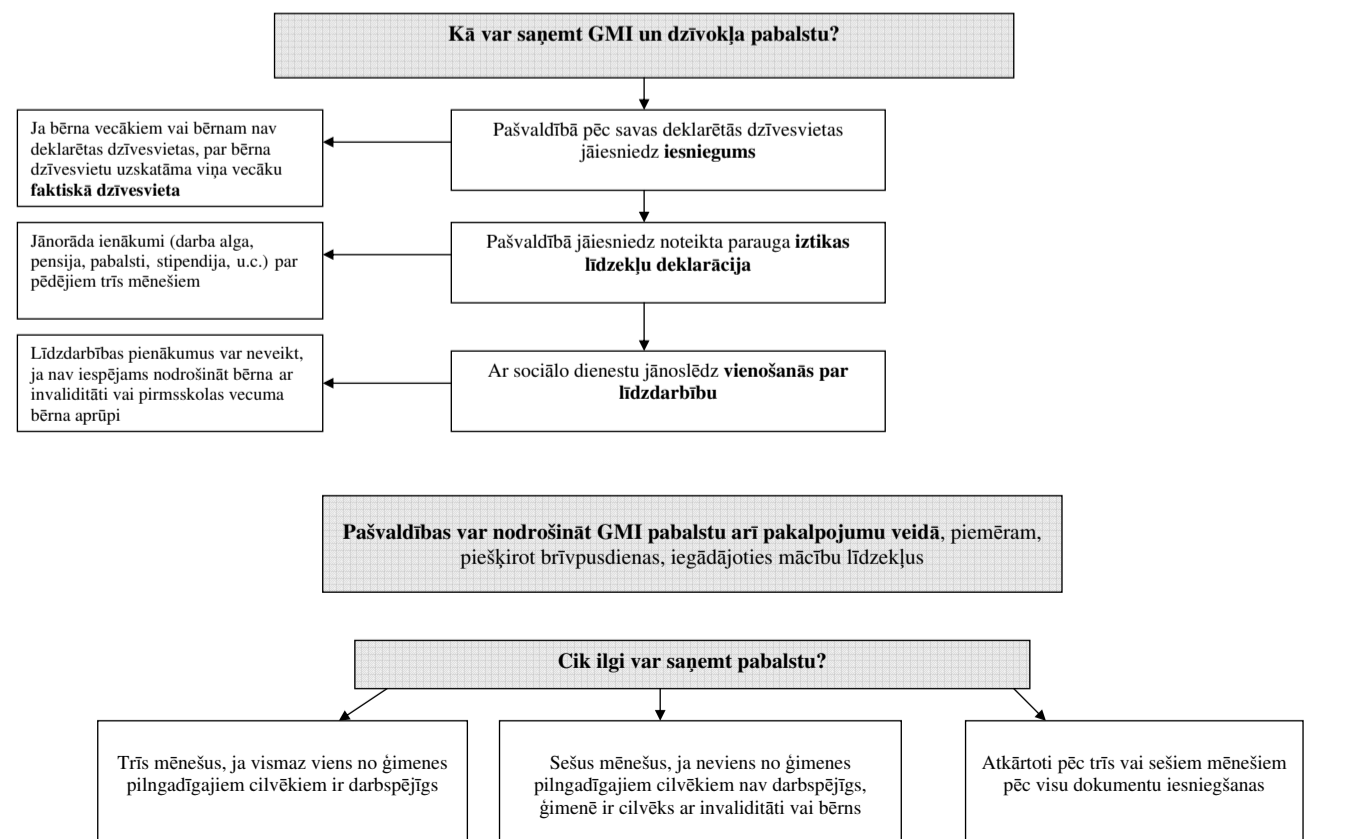 Kā var saņemt GMI un dzīvokļa pabalstu?
Pašvaldībā pēc savas deklarētās dzīvesvietas
jāiesniedz iesniegums
Ja bērna vecākiem vai bērnam nav
deklarētas dzīvesvietas, par bērna
dzīvesvietu uzskatāma viņa vecāku
faktiskā dzīvesvieta
Pašvaldībā jāiesniedz noteikta parauga iztikas
līdzekļu deklarācija
Jānorāda ienākumi (darba alga,
pensija, pabalsti, stipendija, u.c.) par
pēdējiem trīs mēnešiem
Ar sociālo dienestu jānoslēdz vienošanās par
līdzdarbību
Līdzdarbības pienākumus var neveikt,
ja nav iespējams nodrošināt bērna ar
invaliditāti vai pirmsskolas vecuma
bērna aprūpi
Pašvaldības var nodrošināt GMI pabalstu arī pakalpojumu veidā, piemēram,
piešķirot brīvpusdienas, iegādājoties mācību līdzekļus
Cik ilgi var saņemt pabalstu?
Trīs mēnešus, ja vismaz viens no ģimenes
pilngadīgajiem cilvēkiem ir darbspējīgs
Sešus mēnešus, ja neviens no ģimenes
pilngadīgajiem cilvēkiem nav darbspējīgs,
ģimenē ir cilvēks ar invaliditāti vai bērns
Atkārtoti pēc trīs vai sešiem mēnešiem
pēc visu dokumentu iesniegšanas